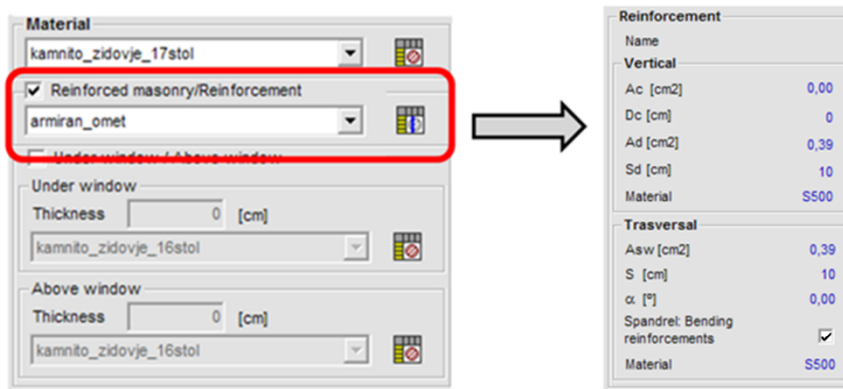 Material
kamnito_zidovje_17stol
Reinforced masonry/Reinforcement
armiran_omet
Under window / Above window
Under window
Thickness 0 [cm]
kamnito_zidovje_16stol
Above window
Thickness 0 [cm]
kamnito_zidovje_16stol
Reinforcement
Name
Vertical
Ac [cm2] 0,00
Dc [cm] 0
Ad [cm2] 0,39
Sd [cm] 10
Material S500
Trasversal
Asw [cm2] 0,39
S [cm] 10
α [º] 0,00
Spandrel: Bending
reinforcements
Material S500